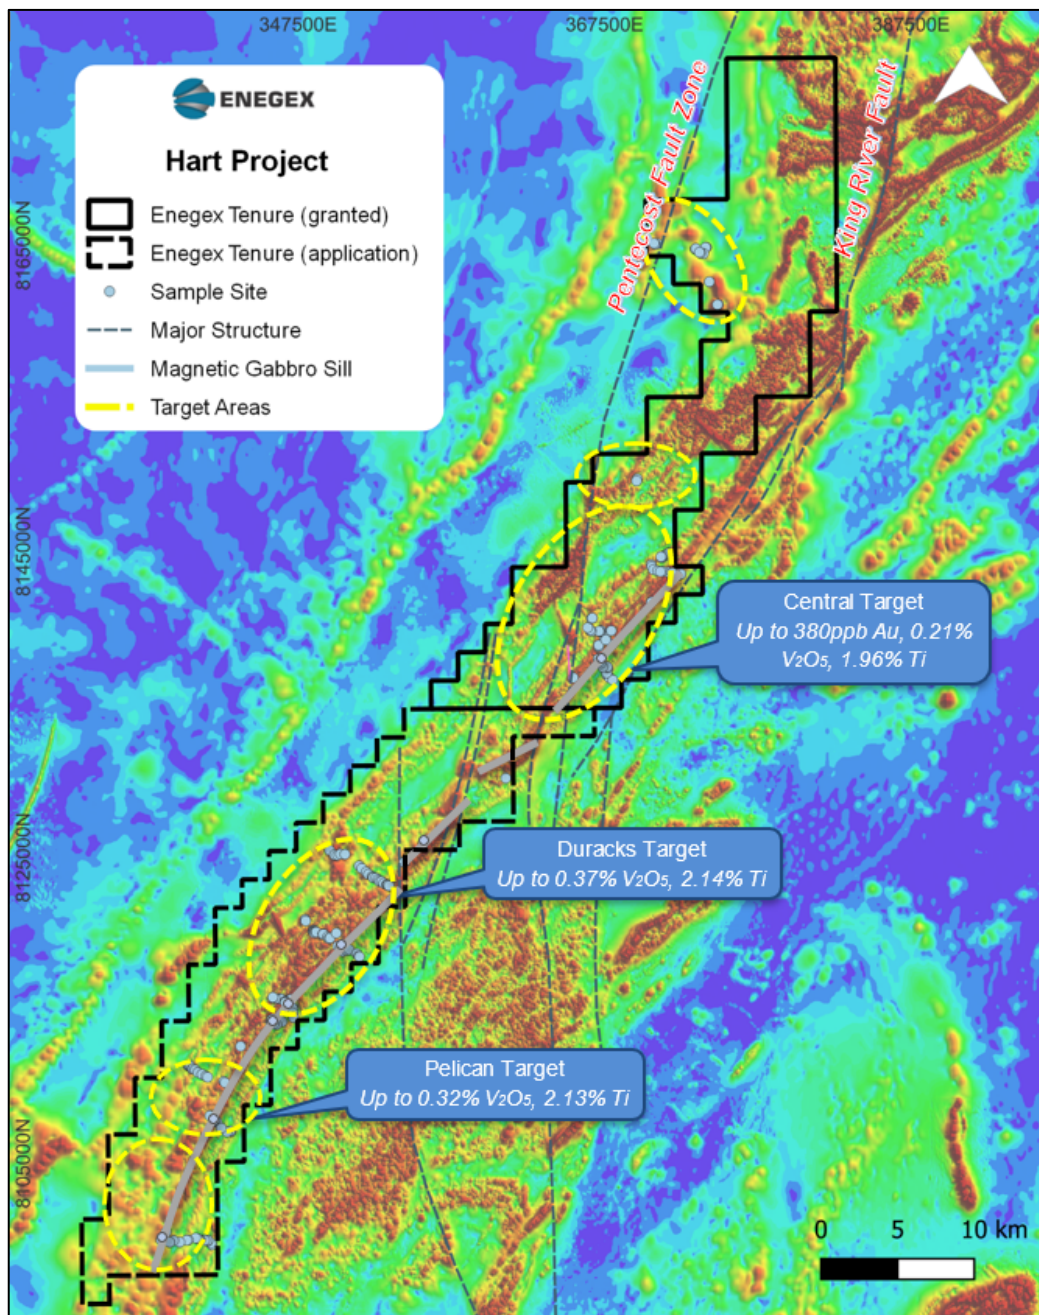 347500E
367500E
387500E
ENEGEX
Hart Project
Enegex Tenure (granted)
Enegex Tenure (application)
Sample Site
Major Structure
Magnetic Gabbro Sill
Target Areas
Pentecost Fault Zone
King River Fault
8165000N
8145000N
8125000N
8105000N
Central Target
Up to 380ppb Au, 0.21%
V₂O₅, 1.96% Ti
Duracks Target
Up to 0.37% V₂O₅, 2.14% Ti
Pelican Target
Up to 0.32% V₂O₅, 2.13% Ti
0 5 10 km